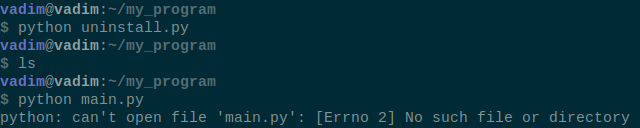 vadim@vadim:~/my_program
$ python uninstall.py
vadim@vadim:~/my_program
$ ls
vadim@vadim:~/my_program
$ python main.py
python: can't open file 'main.py': [Errno 2] No such file or directory